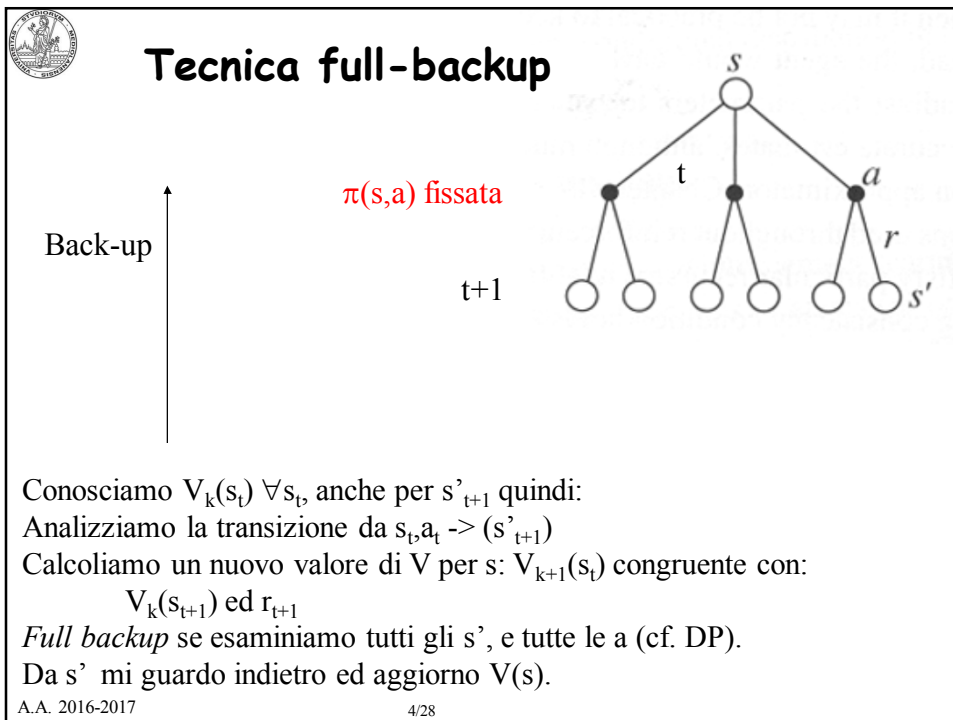 Tecnica full-backup
s
t
a
π(s,a) fissata
Back-up
r
t+1
s'
Conosciamo Vₖ(sₜ) ∀sₜ, anche per s'ₜ₊₁ quindi:
Analizziamo la transizione da sₜ,aₜ -> (s'ₜ₊₁)
Calcoliamo un nuovo valore di V per s: Vₖ₊₁(sₜ) congruente con:
Vₖ(sₜ₊₁) ed rₜ₊₁
Full backup se esaminiamo tutti gli s', e tutte le a (cf. DP).
Da s' mi guardo indietro ed aggiorno V(s).
A.A. 2016-2017
4/28